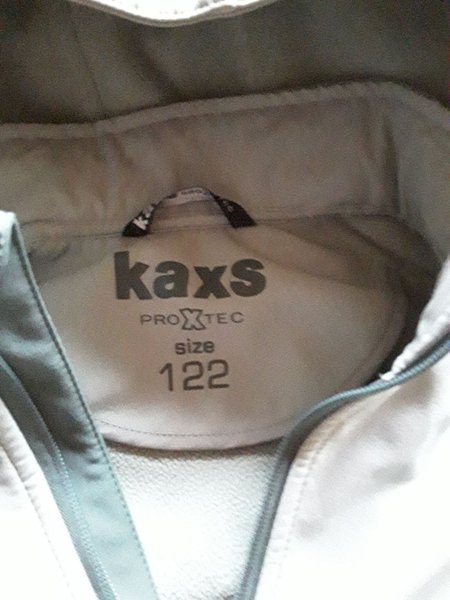 kaxs
PROXTEC
size
122